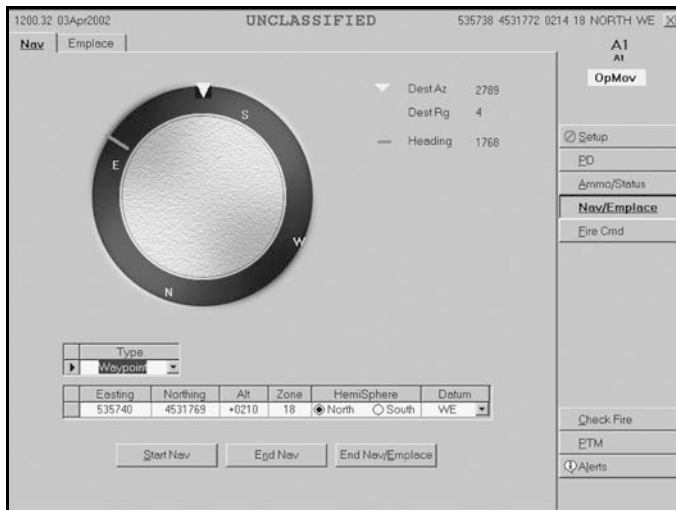 1200.32 03Apr2002 UNCLASSIFIED 535738 4531772 0214 18 NORTH WE X
Nav Emplace
A1
A1
OpMov
Dest Az 2789
Dest Rg 4
Heading 1768
S
E
W
N
Setup
PD
Ammo/Status
Nav/Emplace
Fire Cmd
Type
Waypoint
Easting Northing Alt Zone HemiSphere Datum
535740 4531769 +0210 18 North South WE
Start Nav End Nav End Nav/Emplace
Check Fire
PTM
Alerts